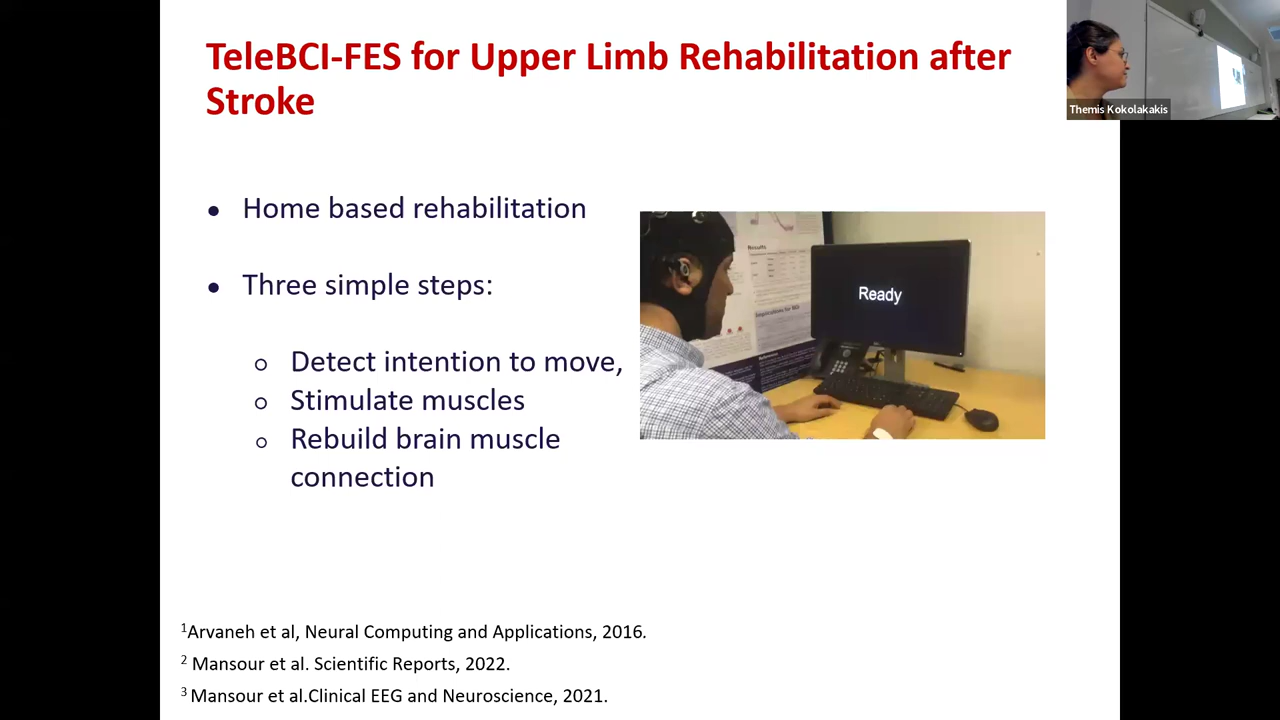 TeleBCI-FES for Upper Limb Rehabilitation after
Stroke
Themis Kokolakakis
● Home based rehabilitation
● Three simple steps:
○ Detect intention to move,
○ Stimulate muscles
○ Rebuild brain muscle
connection
Results
Ready
¹Arvaneh et al, Neural Computing and Applications, 2016.
² Mansour et al. Scientific Reports, 2022.
³ Mansour et al.Clinical EEG and Neuroscience, 2021.